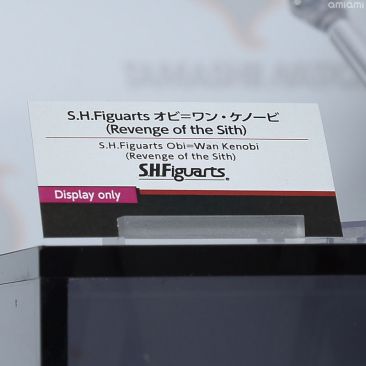 amiami
S.H.Figuarts オビ=ワン・ケノービ
(Revenge of the Sith)
S.H.Figuarts Obi=Wan Kenobi
(Revenge of the Sith)
S.H.Figuarts
Display only